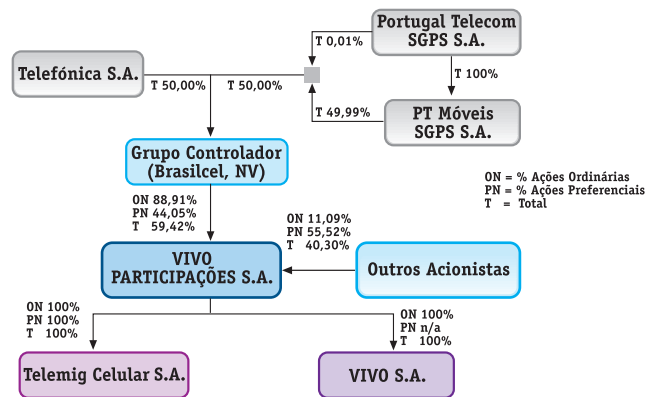 Portugal Telecom
SGPS S.A.
T 0,01%
Telefónica S.A.
T 50,00%
T 50,00%
T 100%
T 49,99%
PT Móveis
SGPS S.A.
Grupo Controlador
(Brasilcel, NV)
ON = % Ações Ordinárias
PN = % Ações Preferenciais
T = Total
ON 88,91%
PN 44,05%
T 59,42%
ON 11,09%
PN 55,52%
T 40,30%
VIVO
PARTICIPAÇÕES S.A.
Outros Acionistas
ON 100%
PN 100%
T 100%
ON 100%
PN n/a
T 100%
Telemig Celular S.A.
VIVO S.A.